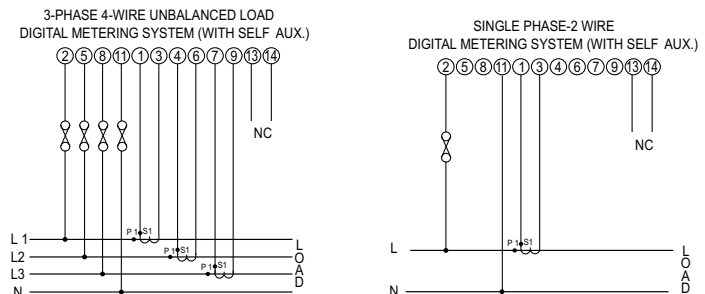 3-PHASE 4-WIRE UNBALANCED LOAD
DIGITAL METERING SYSTEM (WITH SELF AUX.)
2 5 8 11 1 3 4 6 7 9 13 14
NC
P1 S1
P1 S1
P1 S1
L 1
L2
L3
N
LOAD
SINGLE PHASE-2 WIRE
DIGITAL METERING SYSTEM (WITH SELF AUX.)
2 5 8 11 1 3 4 6 7 9 13 14
NC
P1 S1
L
N
LOAD